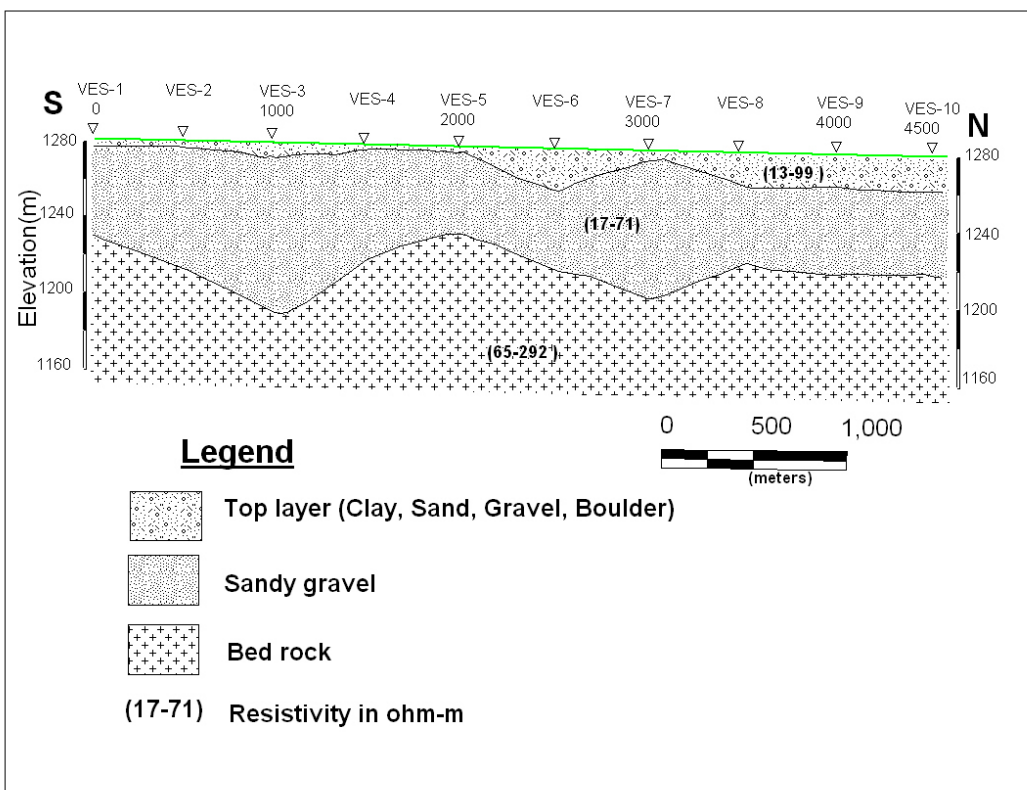 VES-1 VES-2 VES-3 VES-4 VES-5 VES-6 VES-7 VES-8 VES-9 VES-10
S 0 1000 2000 3000 4000 4500 N
1280 1280
(13-99 )
1240 (17-71) 1240
Elevation(m)
1200 1200
(65-292 )
1160 1160
0 500 1,000
(meters)
Legend
Top layer (Clay, Sand, Gravel, Boulder)
Sandy gravel
Bed rock
(17-71) Resistivity in ohm-m